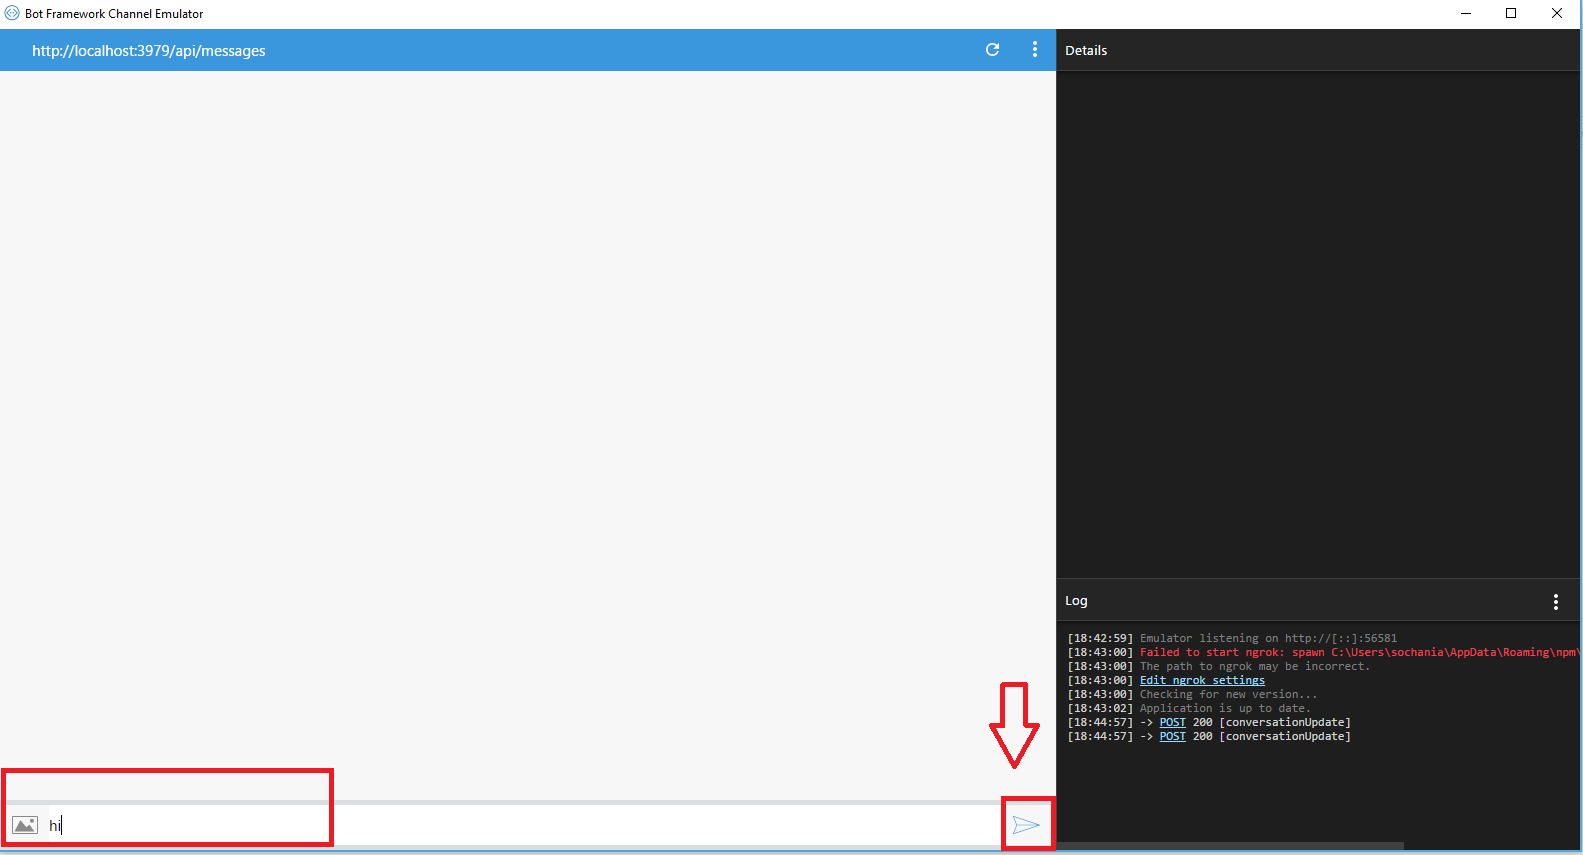 Bot Framework Channel Emulator
http://localhost:3979/api/messages
Details
Log
[18:42:59] Emulator listening on http://[::]:56581
[18:43:00] Failed to start ngrok: spawn C:\Users\sochania\AppData\Roaming\npm\
[18:43:00] The path to ngrok may be incorrect.
[18:43:00] Edit ngrok settings
[18:43:00] Checking for new version...
[18:43:02] Application is up to date.
[18:44:57] -> POST 200 [conversationUpdate]
[18:44:57] -> POST 200 [conversationUpdate]
hi